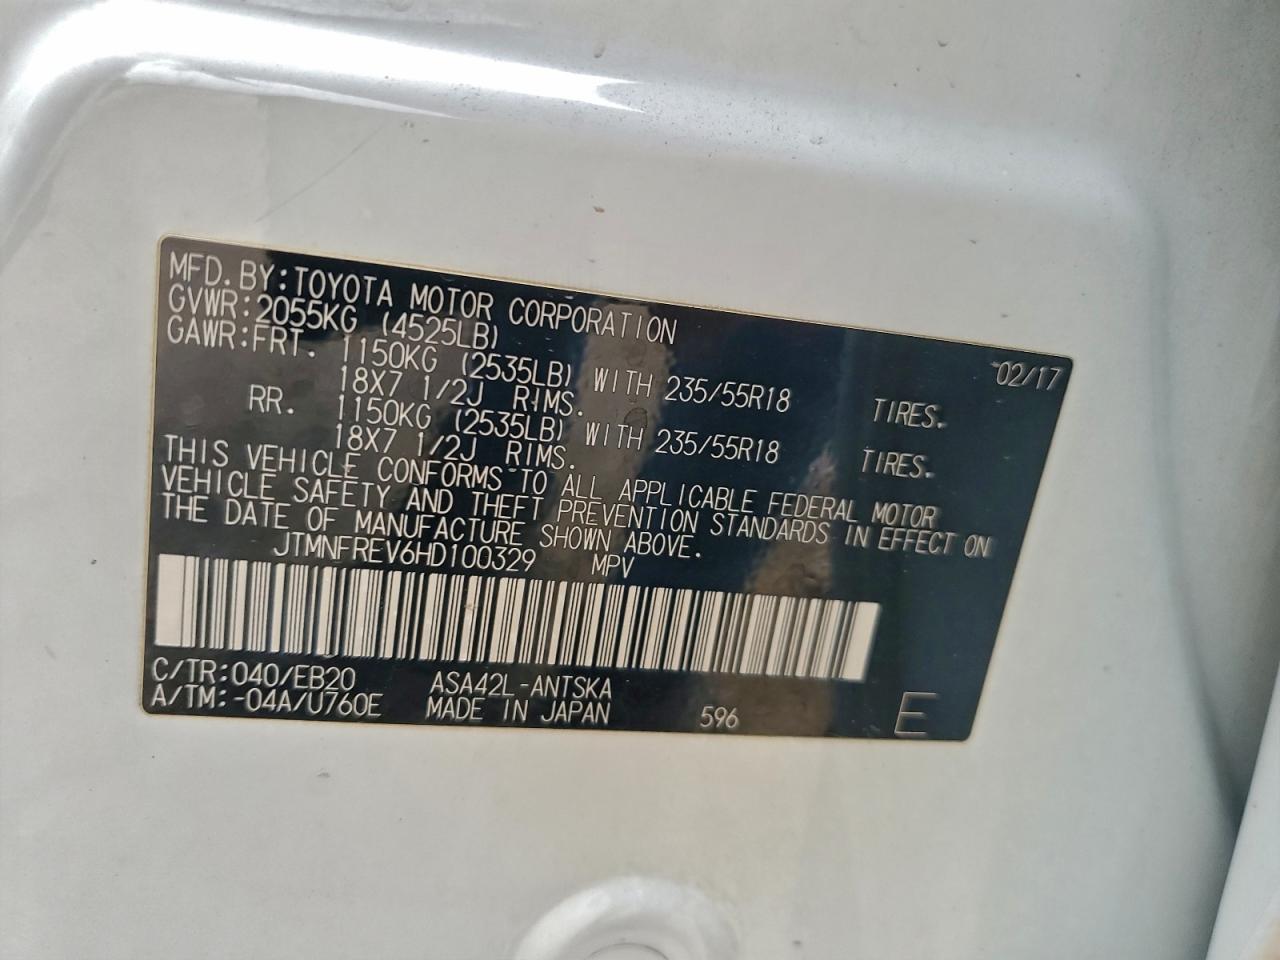 MFD. BY: TOYOTA MOTOR CORPORATION 02/17
GVWR: 2055KG (4525LB)
GAWR: FRT. 1150KG (2535LB) WITH 235/55R18 TIRES.
18X7 1/2J RIMS.
RR. 1150KG (2535LB) WITH 235/55R18 TIRES.
18X7 1/2J RIMS.
THIS VEHICLE CONFORMS TO ALL APPLICABLE FEDERAL MOTOR
VEHICLE SAFETY AND THEFT PREVENTION STANDARDS IN EFFECT ON
THE DATE OF MANUFACTURE SHOWN ABOVE.
JTMNFREV6HD100329 MPV
C/TR: 040/EB20 ASA42L-ANTSKA
A/TM: -04A/U760E MADE IN JAPAN 596 E